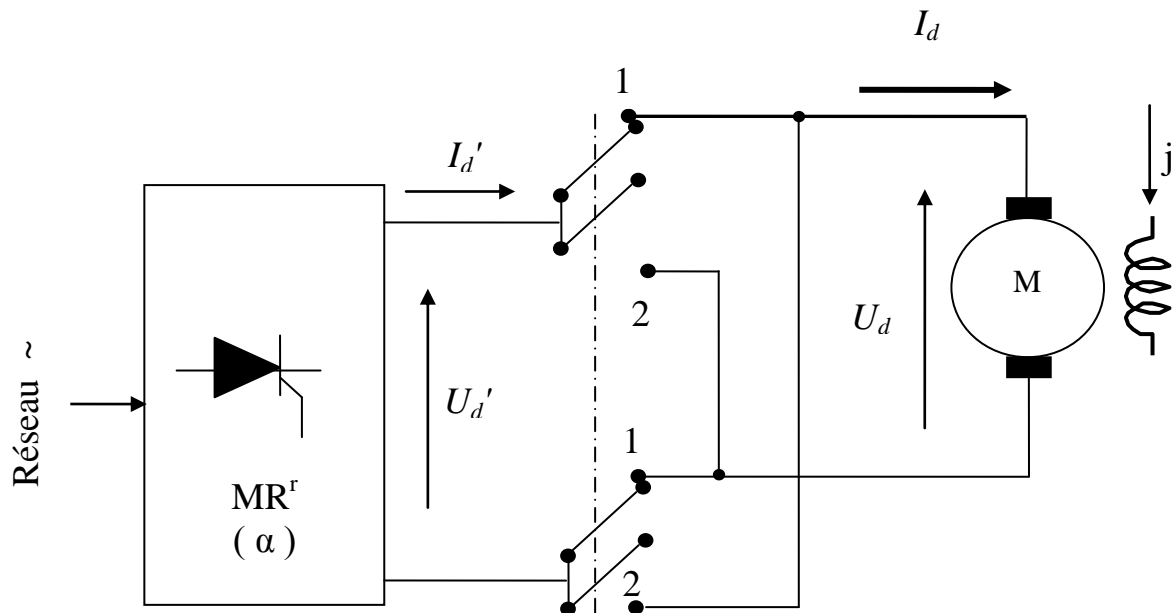 I_d
1
I_d'
j
M
2
U_d
Réseau ~
U_d'
1
MR^r
( α )
2